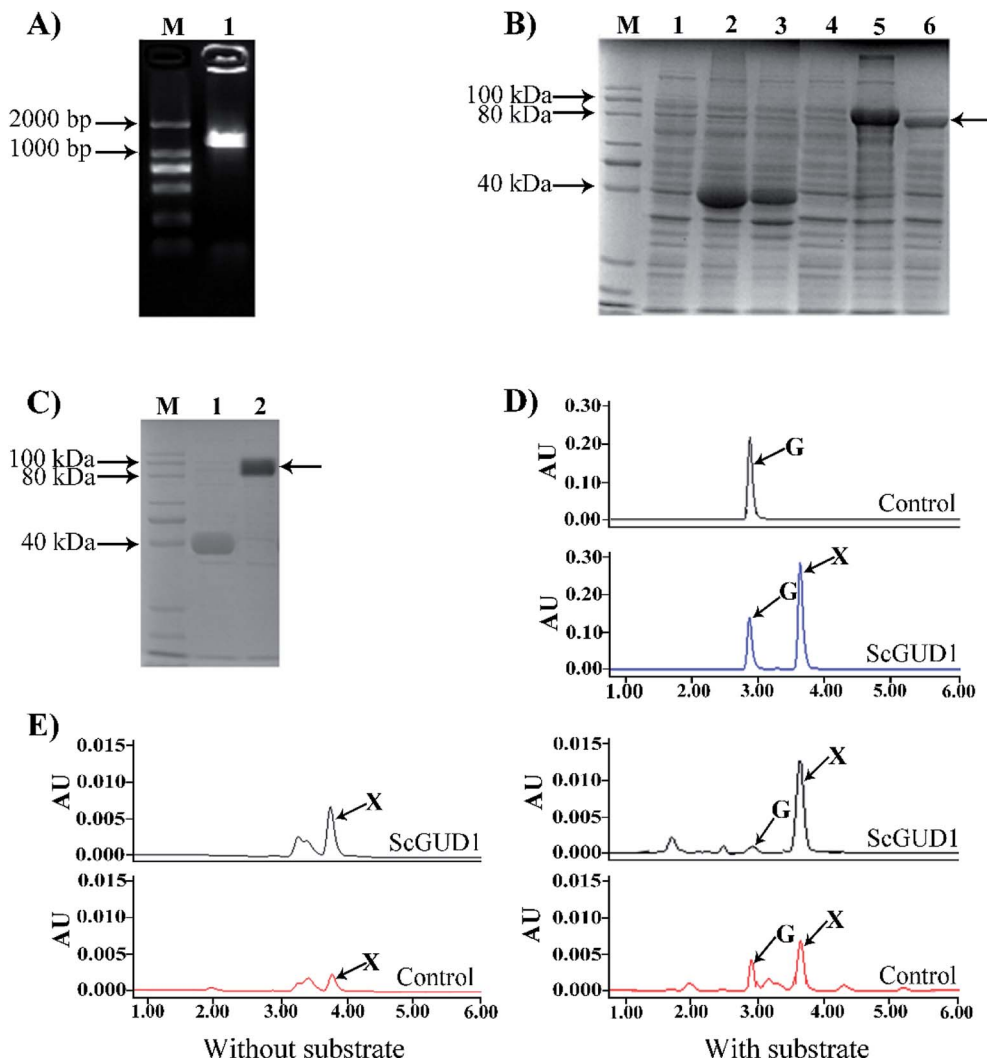 A)
M 1
2000 bp
1000 bp
B)
M 1 2 3 4 5 6
100 kDa
80 kDa
40 kDa
C)
M 1 2
100 kDa
80 kDa
40 kDa
D)
0.30
0.20
0.10
0.00
AU
G
Control
0.30
0.20
0.10
0.00
AU
G
X
ScGUD1
1.00 2.00 3.00 4.00 5.00 6.00
E)
0.015
0.010
0.005
0.000
AU
X
ScGUD1
0.015
0.010
0.005
0.000
AU
X
Control
1.00 2.00 3.00 4.00 5.00 6.00
Without substrate
0.015
0.010
0.005
0.000
AU
G
X
ScGUD1
0.015
0.010
0.005
0.000
AU
G
X
Control
1.00 2.00 3.00 4.00 5.00 6.00
With substrate